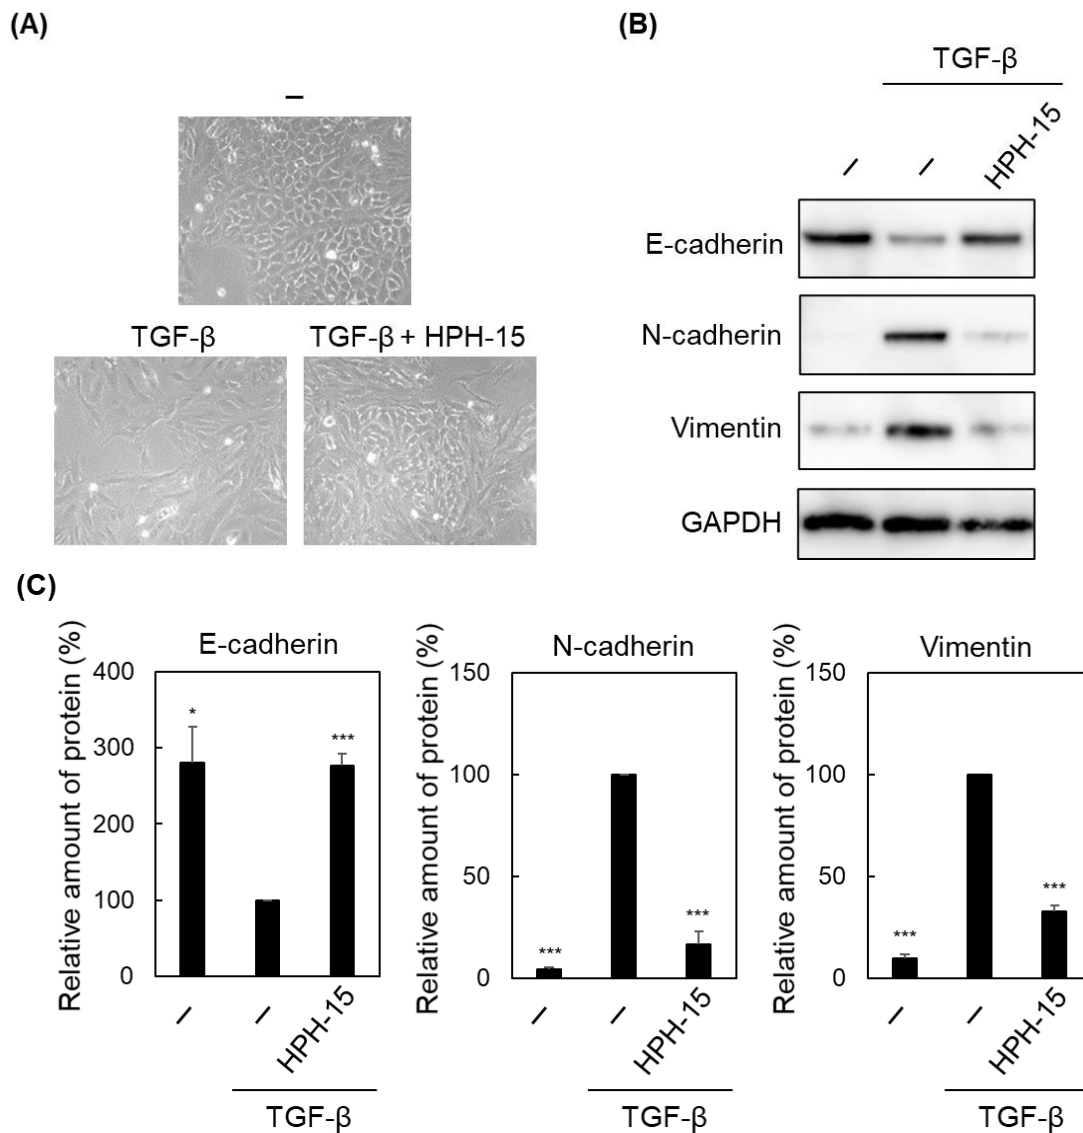 (A)
–
TGF-β
TGF-β + HPH-15
(B)
TGF-β
– – HPH-15
E-cadherin
N-cadherin
Vimentin
GAPDH
(C)
E-cadherin
Relative amount of protein (%)
400
300
200
100
0
*
***
– – HPH-15
TGF-β
N-cadherin
Relative amount of protein (%)
150
100
50
0
***
***
– – HPH-15
TGF-β
Vimentin
Relative amount of protein (%)
150
100
50
0
***
***
– – HPH-15
TGF-β